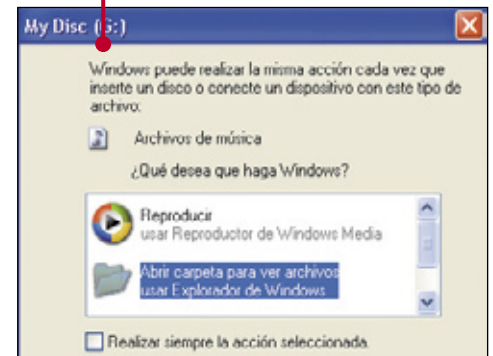 My Disc (G:)
Windows puede realizar la misma acción cada vez que
inserte un disco o conecte un dispositivo con este tipo de
archivo:
Archivos de música
¿Qué desea que haga Windows?
Reproducir
usar Reproductor de Windows Media
Abrir carpeta para ver archivos
usar Explorador de Windows
Realizar siempre la acción seleccionada.